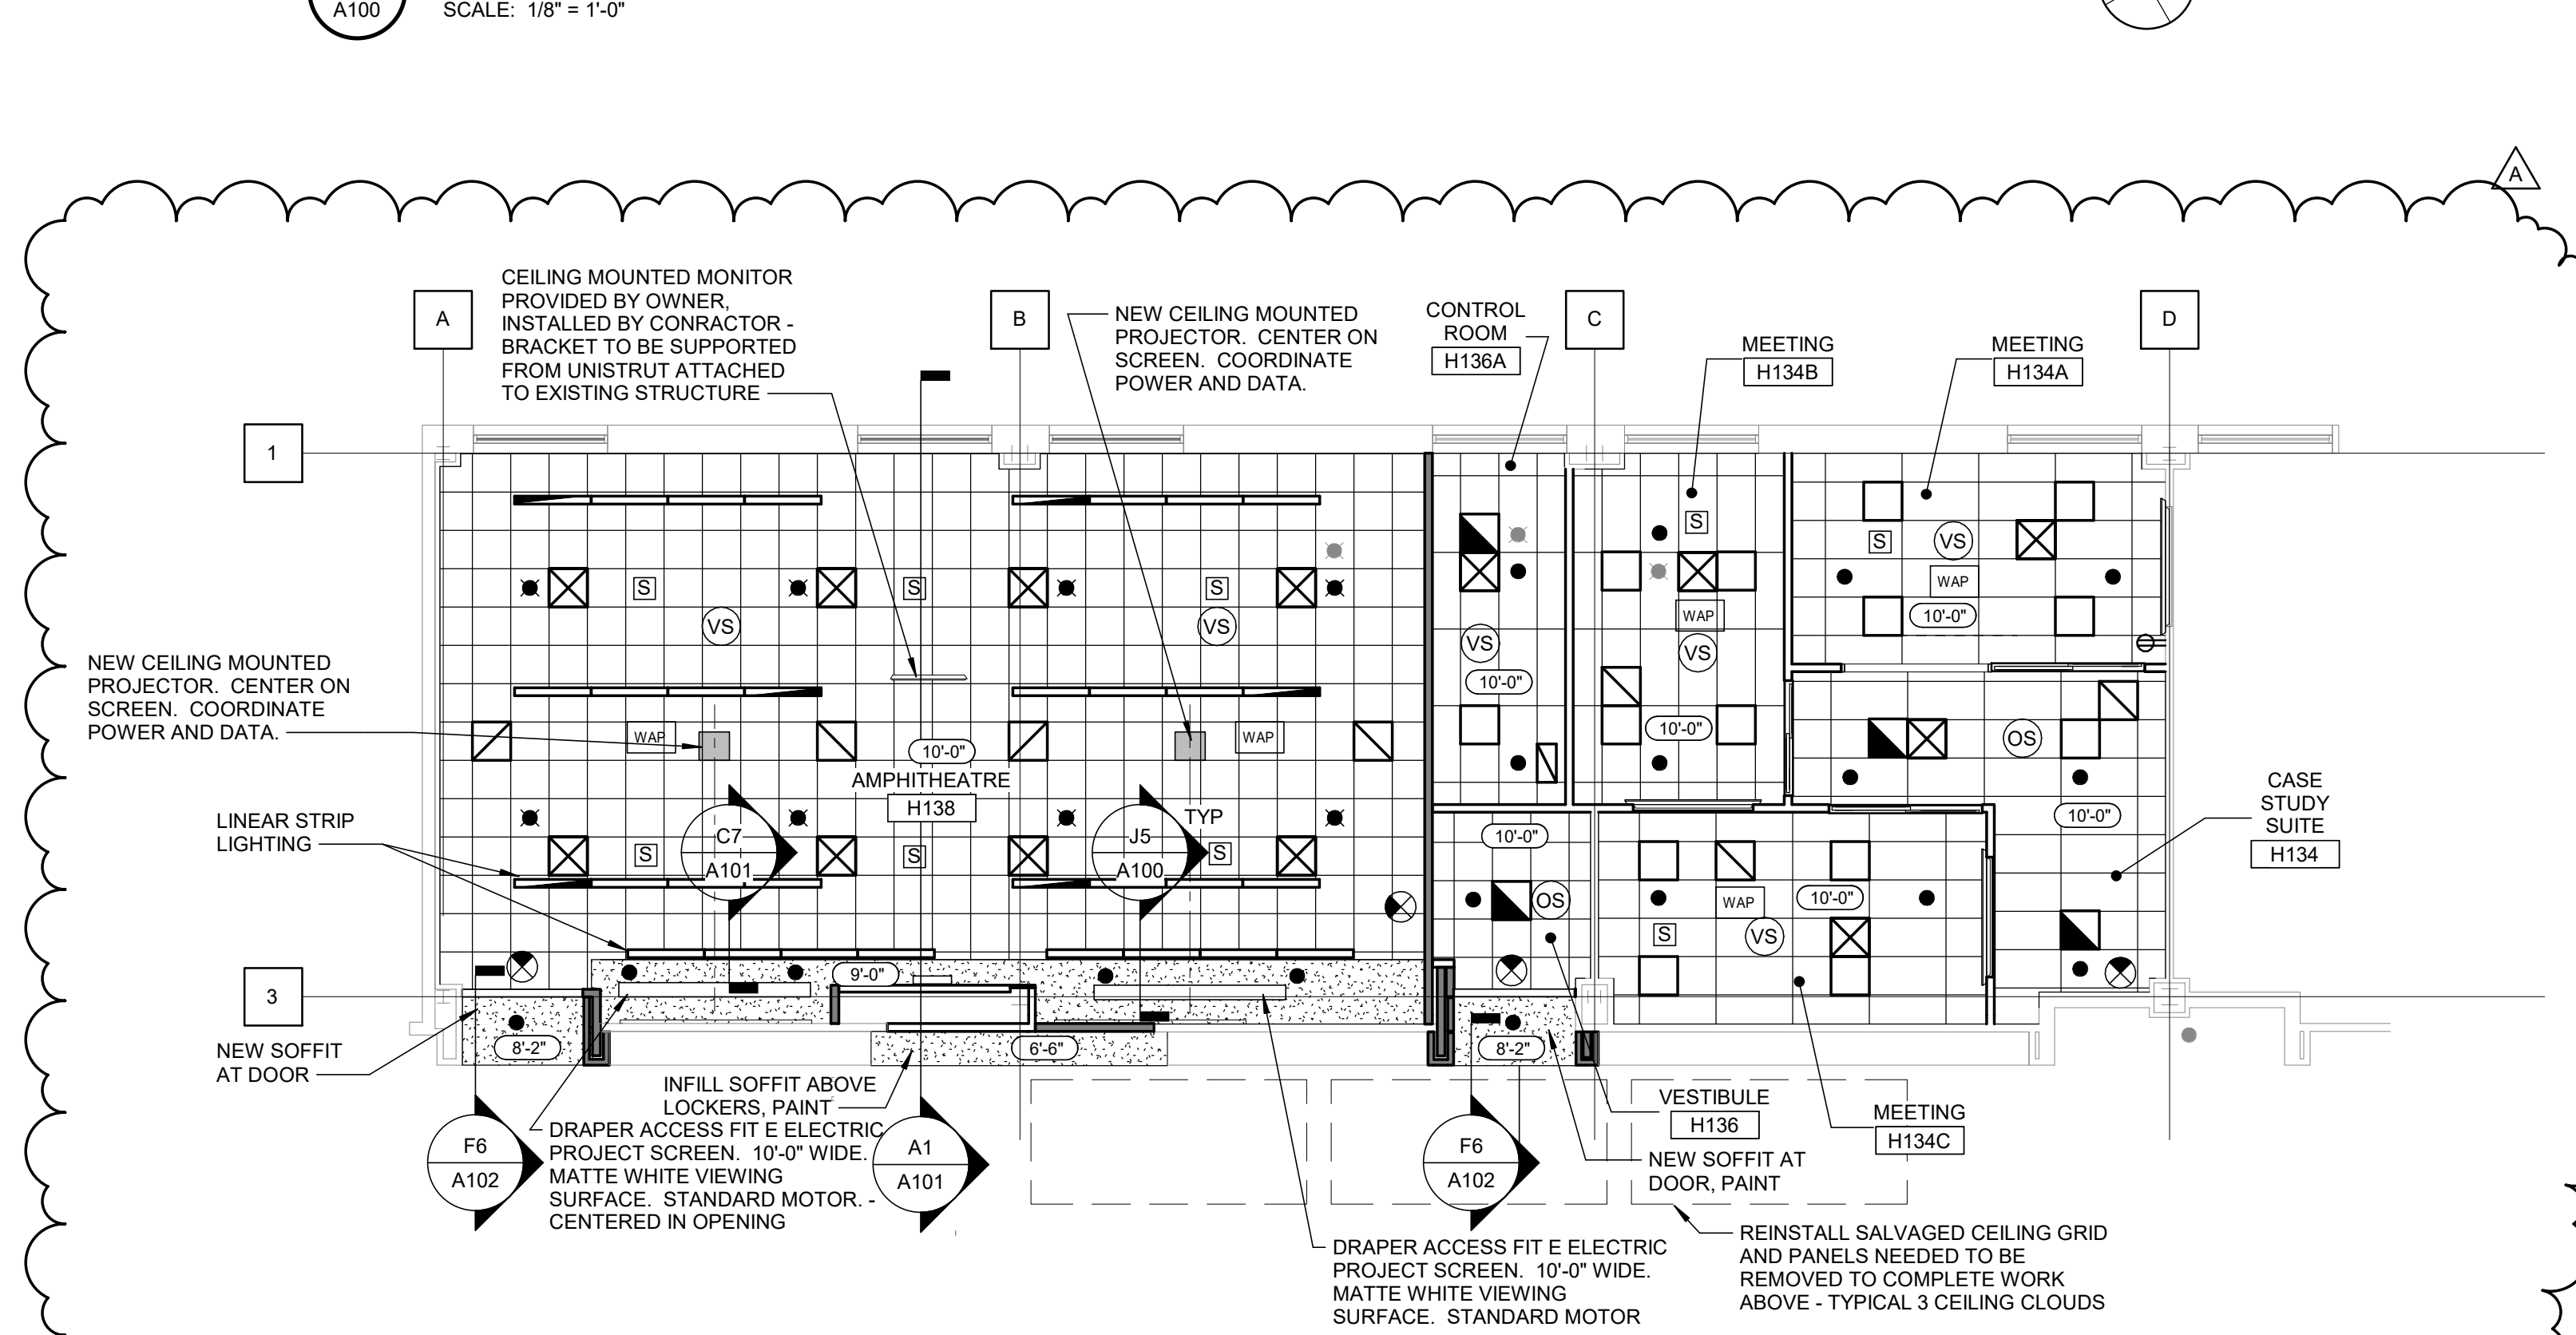 A100
SCALE: 1/8" = 1'-0"
A
CEILING MOUNTED MONITOR
PROVIDED BY OWNER,
INSTALLED BY CONRACTOR -
BRACKET TO BE SUPPORTED
FROM UNISTRUT ATTACHED
TO EXISTING STRUCTURE
A
B
NEW CEILING MOUNTED
PROJECTOR. CENTER ON
SCREEN. COORDINATE
POWER AND DATA.
CONTROL
ROOM
H136A
C
MEETING
H134B
MEETING
H134A
D
1
S
S
S
S
S
VS
VS
VS
VS
VS
WAP
WAP
10'-0"
10'-0"
10'-0"
NEW CEILING MOUNTED
PROJECTOR. CENTER ON
SCREEN. COORDINATE
POWER AND DATA.
WAP
WAP
10'-0"
OS
AMPHITHEATRE
H138
TYP
10'-0"
10'-0"
CASE
STUDY
SUITE
H134
LINEAR STRIP
LIGHTING
S
C7
A101
S
J5
A100
S
OS
WAP
10'-0"
S
VS
9'-0"
3
8'-2"
6'-6"
8'-2"
NEW SOFFIT
AT DOOR
INFILL SOFFIT ABOVE
LOCKERS, PAINT
F6
A102
DRAPER ACCESS FIT E ELECTRIC
PROJECT SCREEN. 10'-0" WIDE.
MATTE WHITE VIEWING
SURFACE. STANDARD MOTOR. -
CENTERED IN OPENING
A1
A101
F6
A102
VESTIBULE
H136
NEW SOFFIT AT
DOOR, PAINT
MEETING
H134C
DRAPER ACCESS FIT E ELECTRIC
PROJECT SCREEN. 10'-0" WIDE.
MATTE WHITE VIEWING
SURFACE. STANDARD MOTOR
REINSTALL SALVAGED CEILING GRID
AND PANELS NEEDED TO BE
REMOVED TO COMPLETE WORK
ABOVE - TYPICAL 3 CEILING CLOUDS